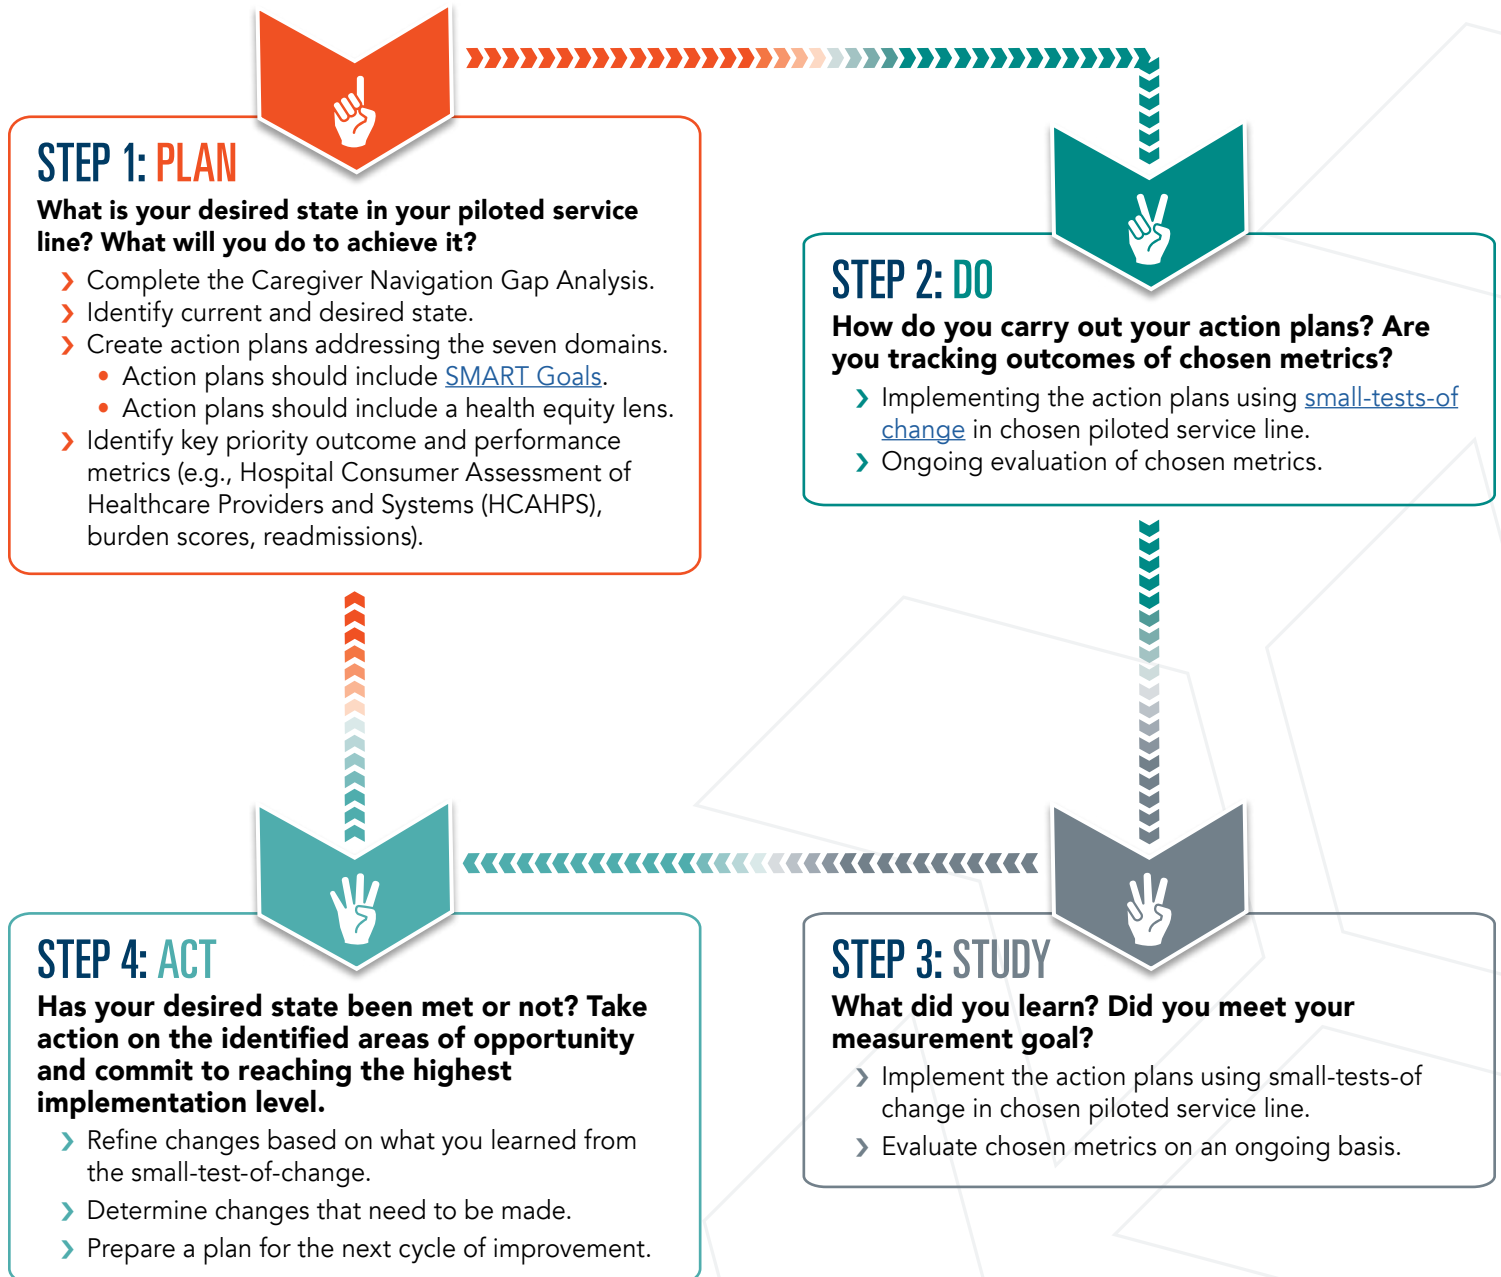 STEP 1: PLAN
What is your desired state in your piloted service
line? What will you do to achieve it?
❯ Complete the Caregiver Navigation Gap Analysis.
❯ Identify current and desired state.
❯ Create action plans addressing the seven domains.
• Action plans should include SMART Goals.
• Action plans should include a health equity lens.
❯ Identify key priority outcome and performance
metrics (e.g., Hospital Consumer Assessment of
Healthcare Providers and Systems (HCAHPS),
burden scores, readmissions).
STEP 2: DO
How do you carry out your action plans? Are
you tracking outcomes of chosen metrics?
❯ Implementing the action plans using small-tests-of
change in chosen piloted service line.
❯ Ongoing evaluation of chosen metrics.
STEP 3: STUDY
What did you learn? Did you meet your
measurement goal?
❯ Implement the action plans using small-tests-of
change in chosen piloted service line.
❯ Evaluate chosen metrics on an ongoing basis.
STEP 4: ACT
Has your desired state been met or not? Take
action on the identified areas of opportunity
and commit to reaching the highest
implementation level.
❯ Refine changes based on what you learned from
the small-test-of-change.
❯ Determine changes that need to be made.
❯ Prepare a plan for the next cycle of improvement.